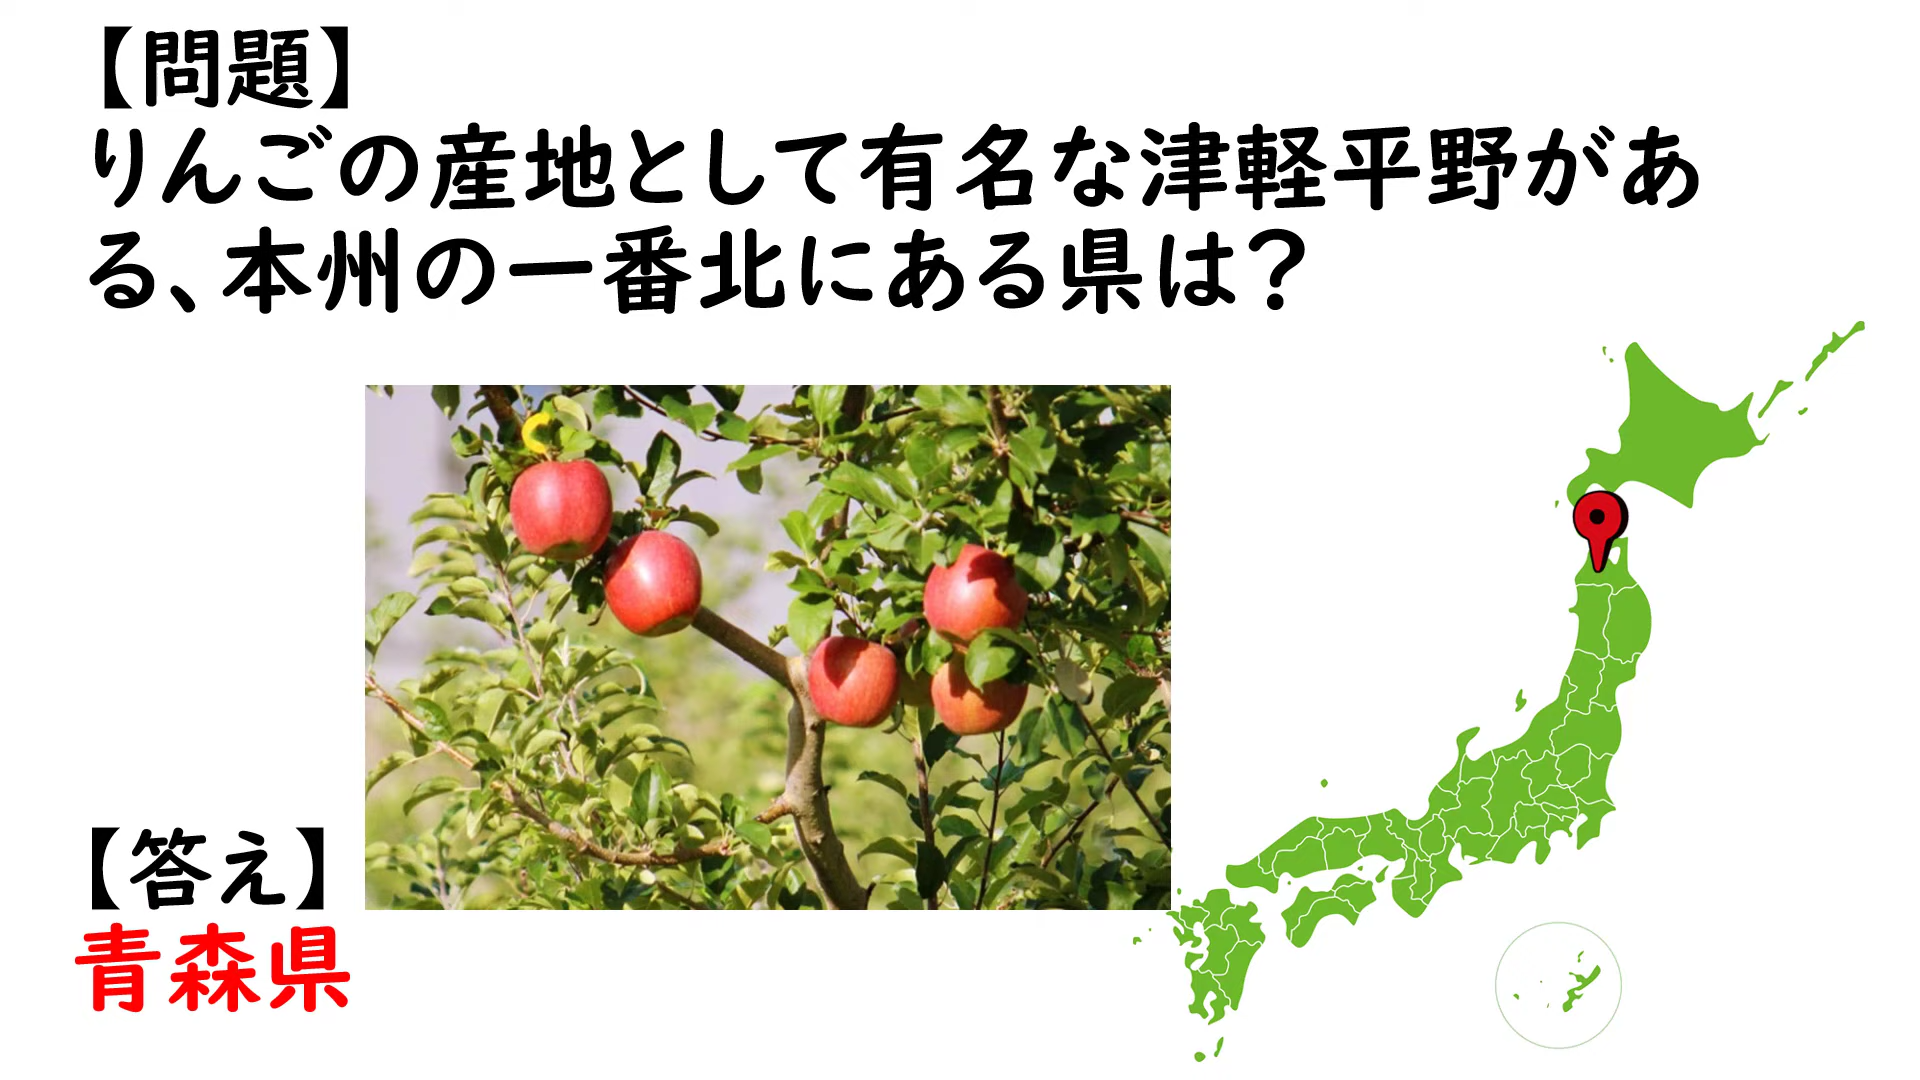 【問題】
りんごの産地として有名な津軽平野があ
る、本州の一番北にある県は？
【答え】
青森県